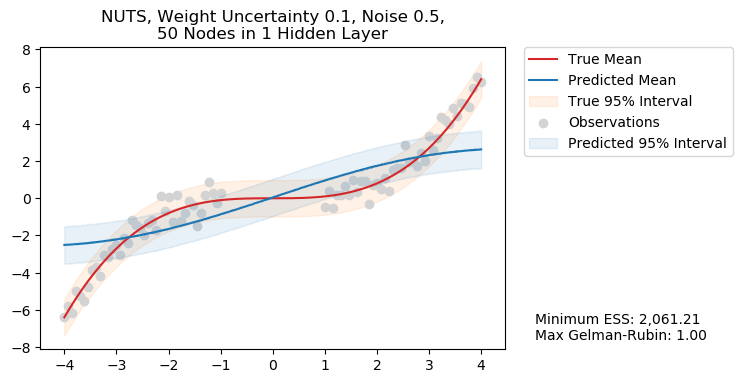 NUTS, Weight Uncertainty 0.1, Noise 0.5,
50 Nodes in 1 Hidden Layer
8
6
4
2
0
−2
−4
−6
−8
−4
−3
−2
−1
0
1
2
3
4
True Mean
Predicted Mean
True 95% Interval
Observations
Predicted 95% Interval
Minimum ESS: 2,061.21
Max Gelman-Rubin: 1.00